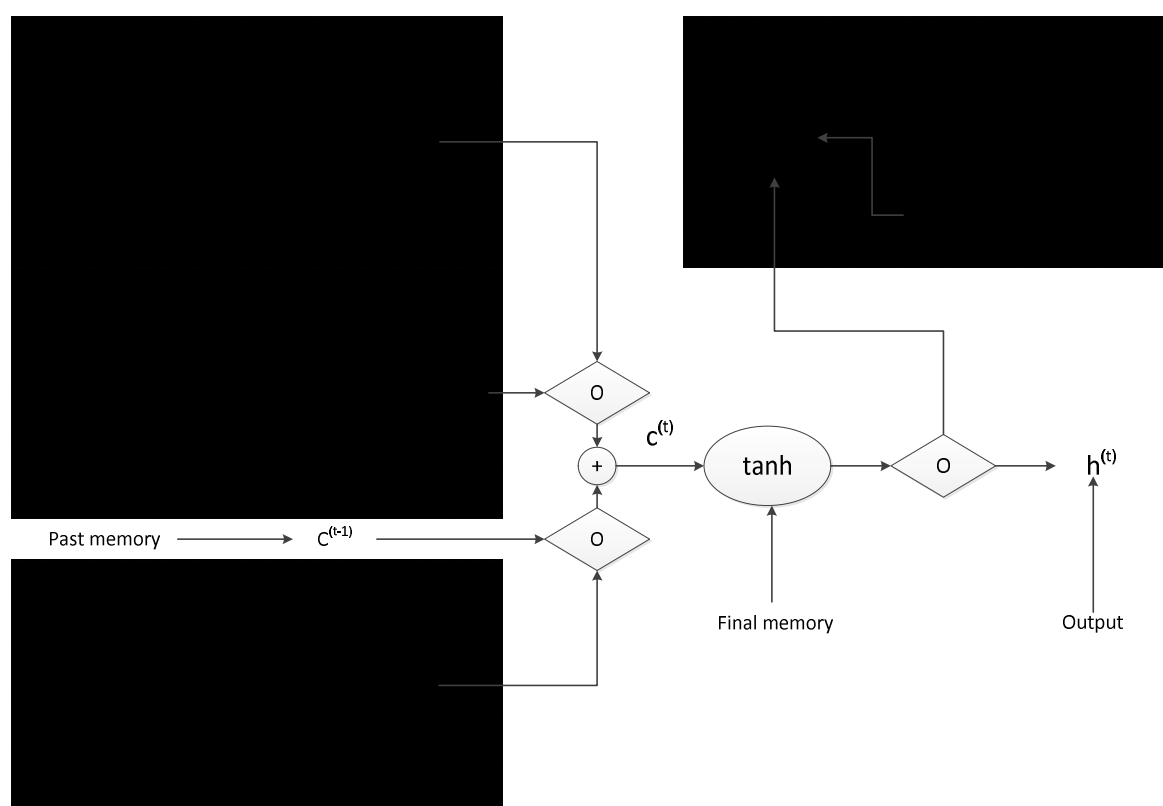 O
c(t)
+
tanh
O
h(t)
Past memory
C(t-1)
O
Final memory
Output